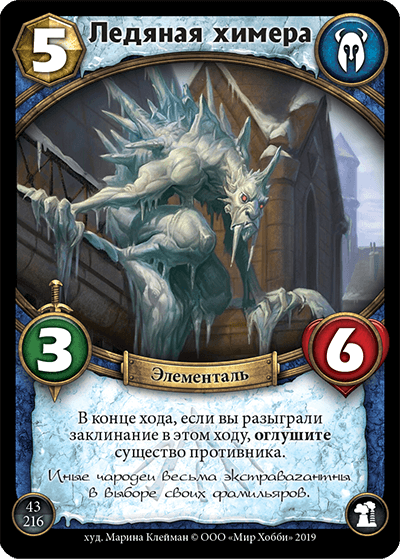 5
Ледяная химера
3
6
Элементаль
В конце хода, если вы разыграли
заклинание в этом ходу, оглушите
существо противника.
Иные чародеи весьма экстравагантны
в выборе своих фамильяров.
43
216
худ. Марина Клейман © ООО «Мир Хобби» 2019